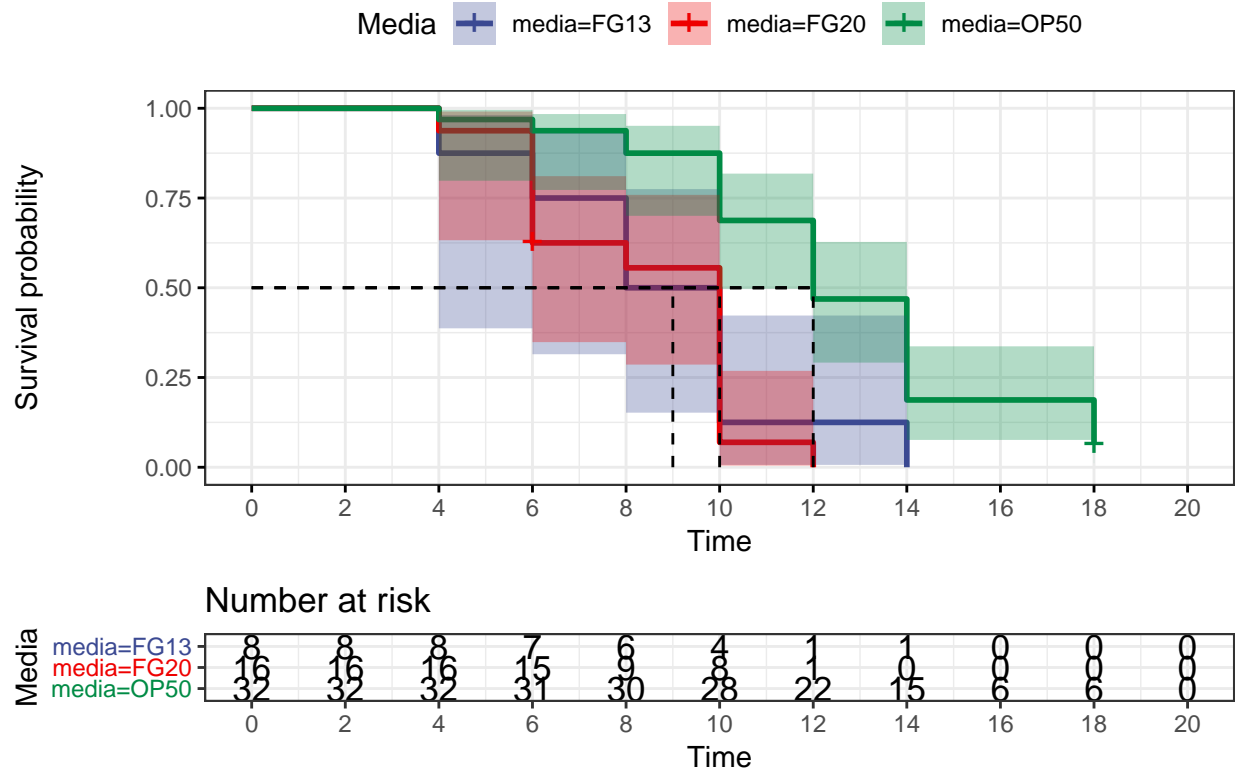 Media media=FG13 media=FG20 media=OP50
Survival probability
1.00
0.75
0.50
0.25
0.00
0 2 4 6 8 10 12 14 16 18 20
Time
Number at risk
Media
media=FG13 8 8 8 7 6 4 1 1 0 0 0
media=FG20 16 16 16 15 9 8 1 0 0 0 0
media=OP50 32 32 32 31 30 28 22 15 6 6 0
0 2 4 6 8 10 12 14 16 18 20
Time